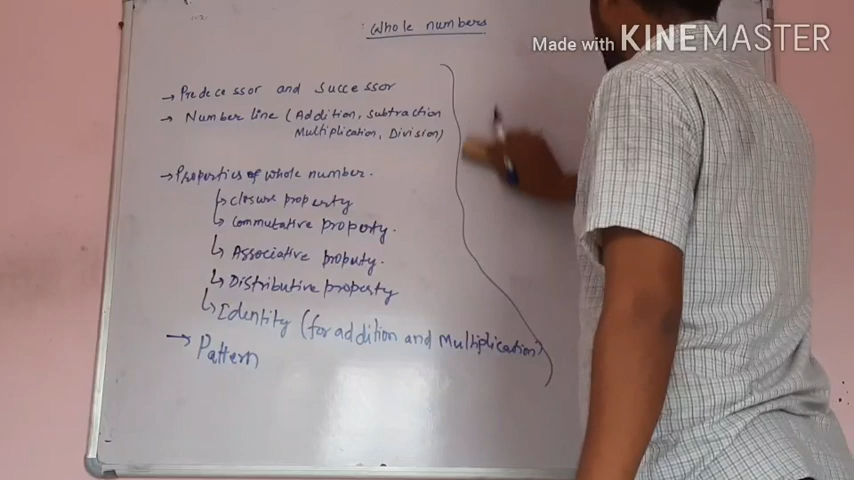 Whole numbers
Made with KINEMASTER
→ Predecessor and Successor
→ Number line (Addition, subtraction
Multiplication, Division)
→ Properties of whole number.
↳ closure property
↳ Commutative property.
↳ Associative property.
↳ Distributive property
↳ Identity (for addition and Multiplication)
→ Pattern